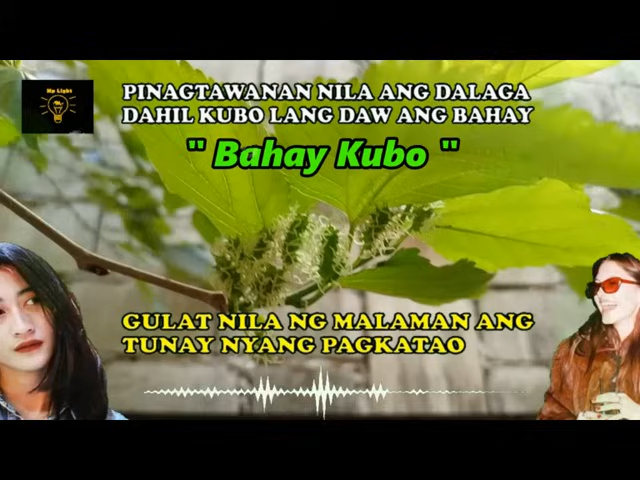 Mr Light
PINAGTAWANAN NILA ANG DALAGA
DAHIL KUBO LANG DAW ANG BAHAY
" Bahay Kubo "
GULAT NILA NG MALAMAN ANG
TUNAY NYANG PAGKATAO